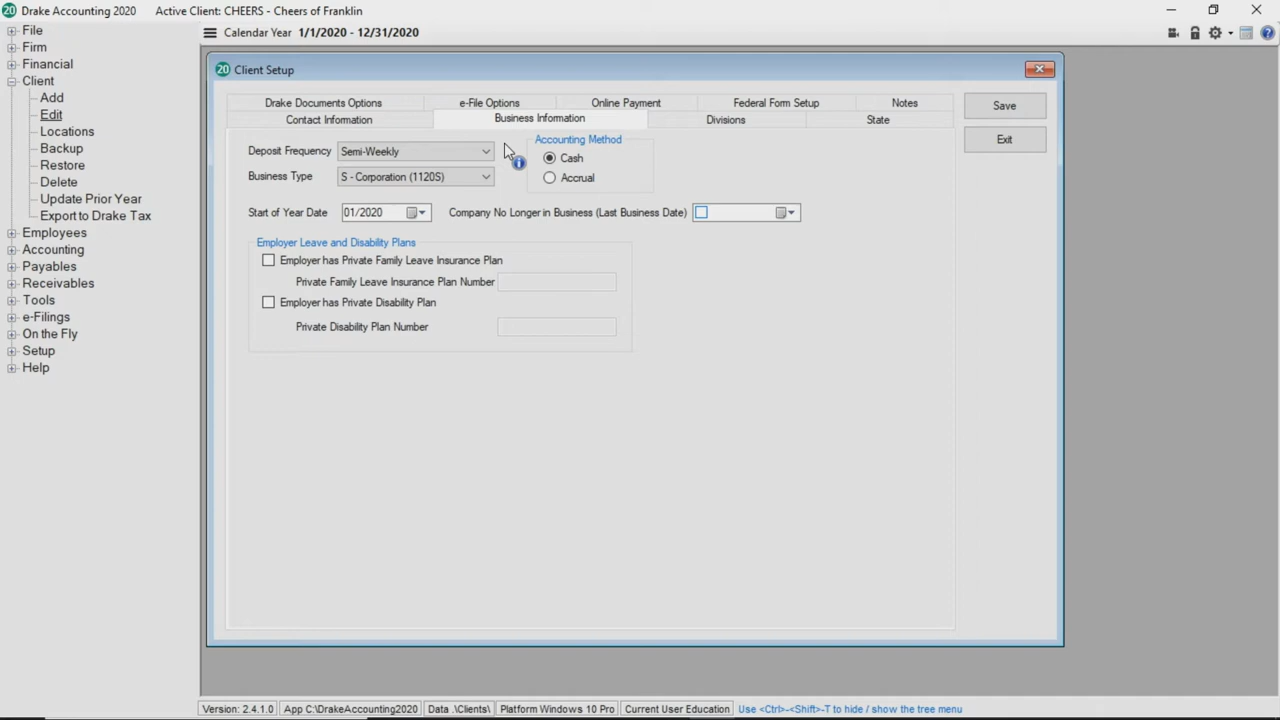 20 Drake Accounting 2020 Active Client: CHEERS - Cheers of Franklin
File
Firm
Financial
Client
Add
Edit
Locations
Backup
Restore
Delete
Update Prior Year
Export to Drake Tax
Employees
Accounting
Payables
Receivables
Tools
e-Filings
On the Fly
Setup
Help
Calendar Year 1/1/2020 - 12/31/2020
20 Client Setup
Drake Documents Options e-File Options Online Payment Federal Form Setup Notes
Contact Information Business Information Divisions State
Save
Exit
Deposit Frequency Semi-Weekly
Business Type S - Corporation (1120S)
Accounting Method
Cash
Accrual
Start of Year Date 01/2020 Company No Longer in Business (Last Business Date)
Employer Leave and Disability Plans
Employer has Private Family Leave Insurance Plan
Private Family Leave Insurance Plan Number
Employer has Private Disability Plan
Private Disability Plan Number
Version: 2.4.1.0 App C:\DrakeAccounting2020 Data .\Clients\ Platform Windows 10 Pro Current User Education Use <Ctrl>-<Shift>-T to hide / show the tree menu